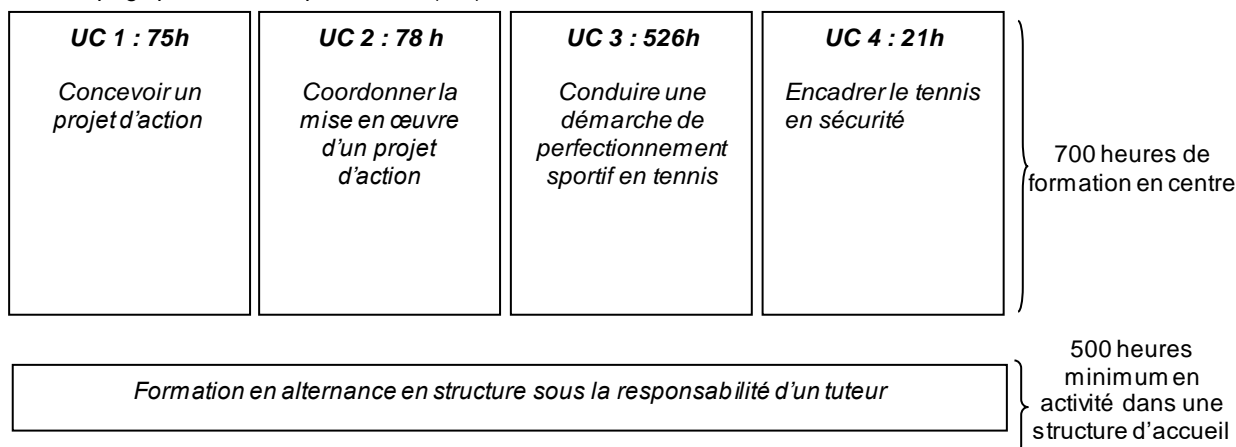 UC 1 : 75h
Concevoir un
projet d'action
UC 2 : 78 h
Coordonner la
mise en œuvre
d'un projet
d'action
UC 3 : 526h
Conduire une
démarche de
perfectionnement
sportif en tennis
UC 4 : 21h
Encadrer le tennis
en sécurité
700 heures de
formation en centre
Formation en alternance en structure sous la responsabilité d'un tuteur
500 heures
minimum en
activité dans une
structure d'accueil